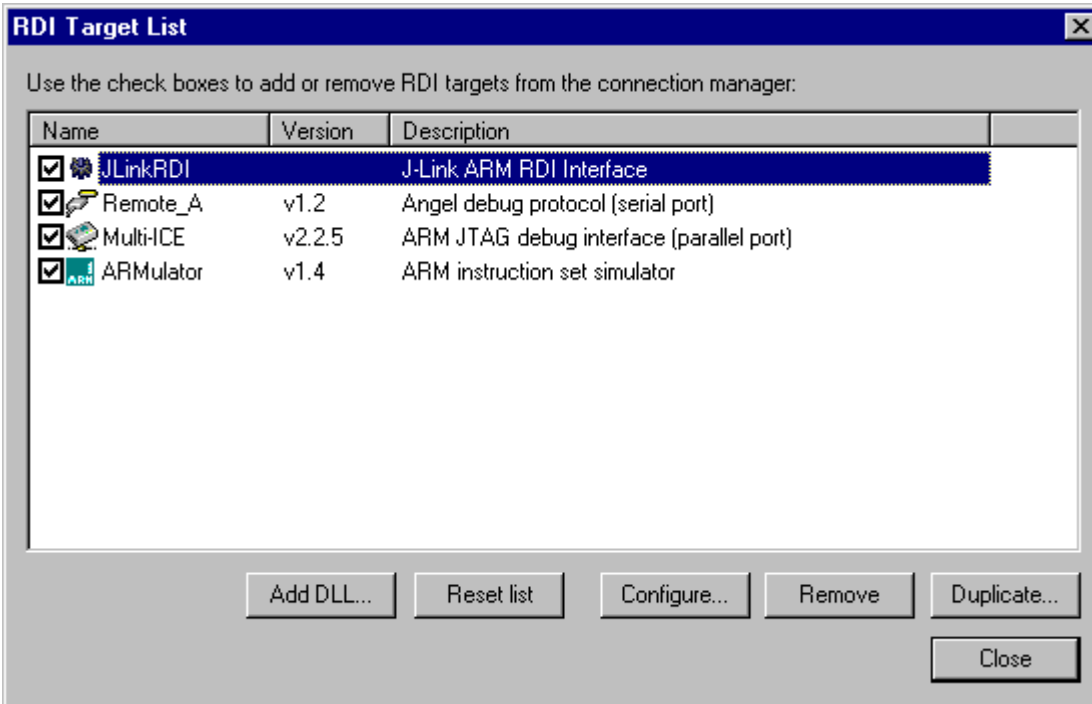 RDI Target List
Use the check boxes to add or remove RDI targets from the connection manager:
Name Version Description
JLinkRDI J-Link ARM RDI Interface
Remote_A v1.2 Angel debug protocol (serial port)
Multi-ICE v2.2.5 ARM JTAG debug interface (parallel port)
ARM ARMulator v1.4 ARM instruction set simulator
Add DLL... Reset list Configure... Remove Duplicate...
Close